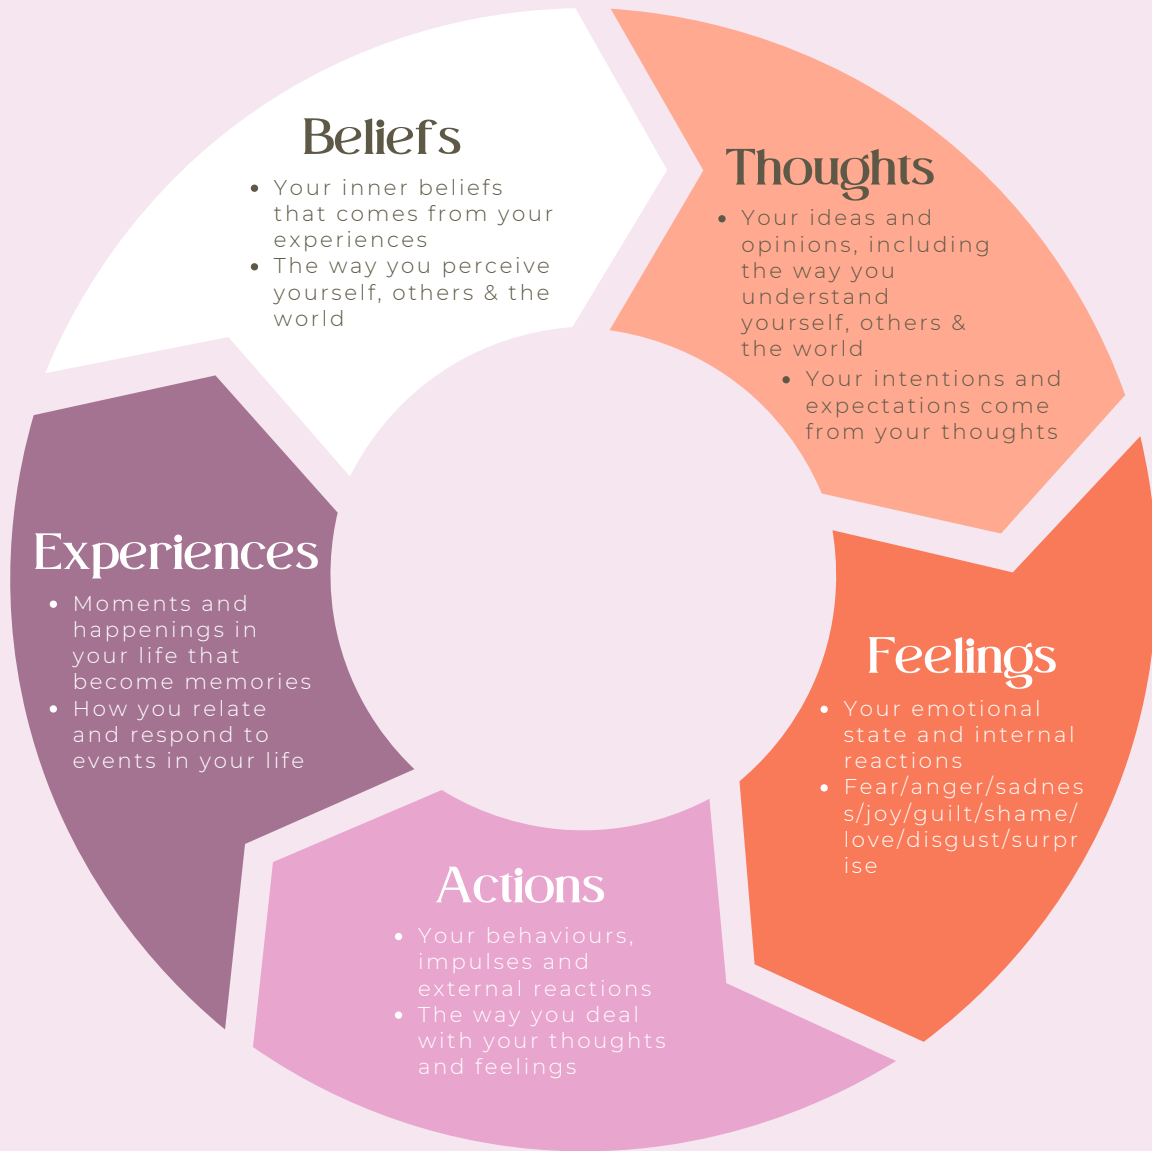 Beliefs
• Your inner beliefs
that comes from your
experiences
• The way you perceive
yourself, others & the
world
Thoughts
• Your ideas and
opinions, including
the way you
understand
yourself, others &
the world
• Your intentions and
expectations come
from your thoughts
Feelings
• Your emotional
state and internal
reactions
• Fear/anger/sadnes
s/joy/guilt/shame/
love/disgust/surpr
ise
Actions
• Your behaviours,
impulses and
external reactions
• The way you deal
with your thoughts
and feelings
Experiences
• Moments and
happenings in
your life that
become memories
• How you relate
and respond to
events in your life